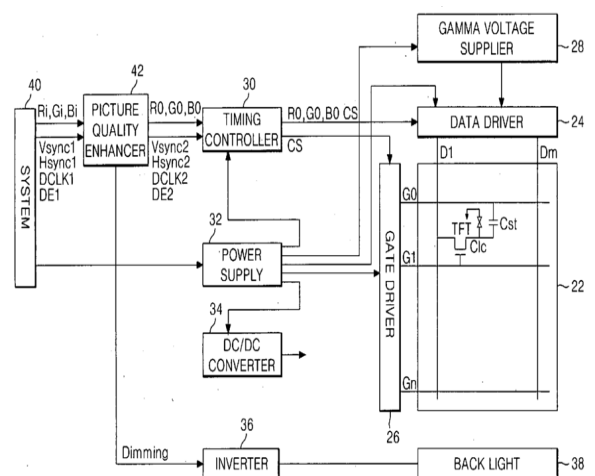 GAMMA VOLTAGE
SUPPLIER
28
40
42
30
Ri,Gi,Bi
PICTURE
QUALITY
ENHANCER
R0,G0,B0
TIMING
CONTROLLER
R0,G0,B0 CS
CS
DATA DRIVER
24
Vsync1
Hsync1
DCLK1
DE1
Vsync2
Hsync2
DCLK2
DE2
D1
Dm
SYSTEM
G0
TFT
Cst
Clc
G1
32
POWER
SUPPLY
GATE DRIVER
22
34
DC/DC
CONVERTER
Gn
26
36
Dimming
INVERTER
BACK LIGHT
38